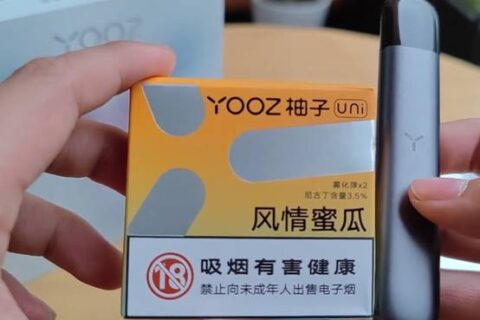 YOOZ
YOOZ 柚子 uni
雾化弹x2
尼古丁含量3.5%
风情蜜瓜
18
吸烟有害健康
禁止向未成年人出售电子烟